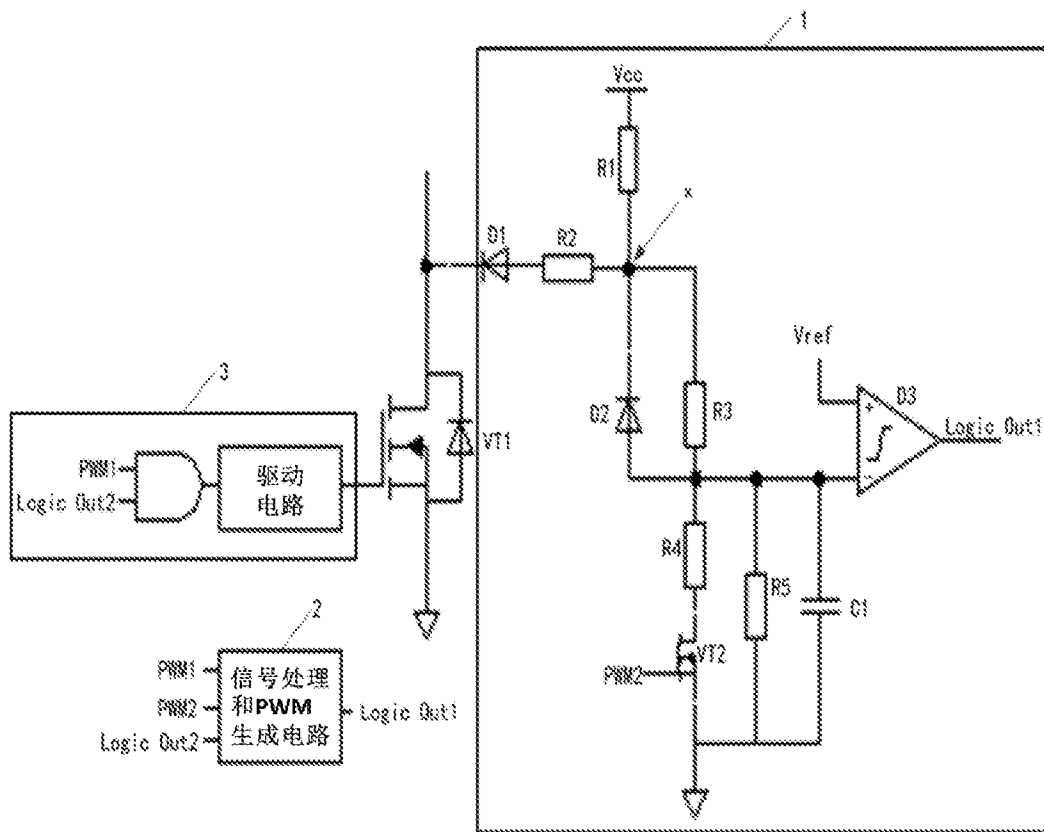 1
Vcc
R1
x
D1
R2
Vref
3
D2
R3
D3
Logic Out1
VT1
PWM1
Logic Out2
驱动
电路
R4
R5
C1
2
VT2
PWM2
PWM1
PWM2
Logic Out2
信号处理
和PWM
生成电路
Logic Out1
+
-